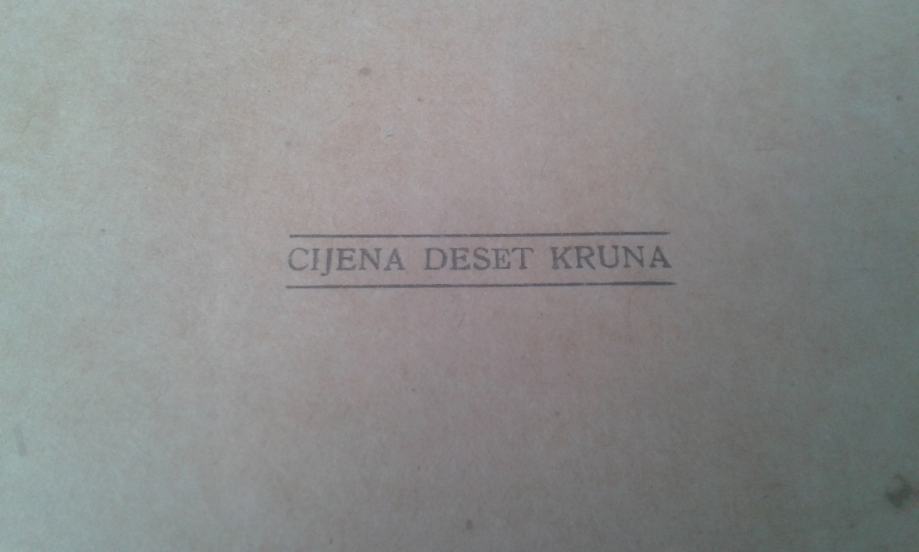 CIJENA DESET KRUNA